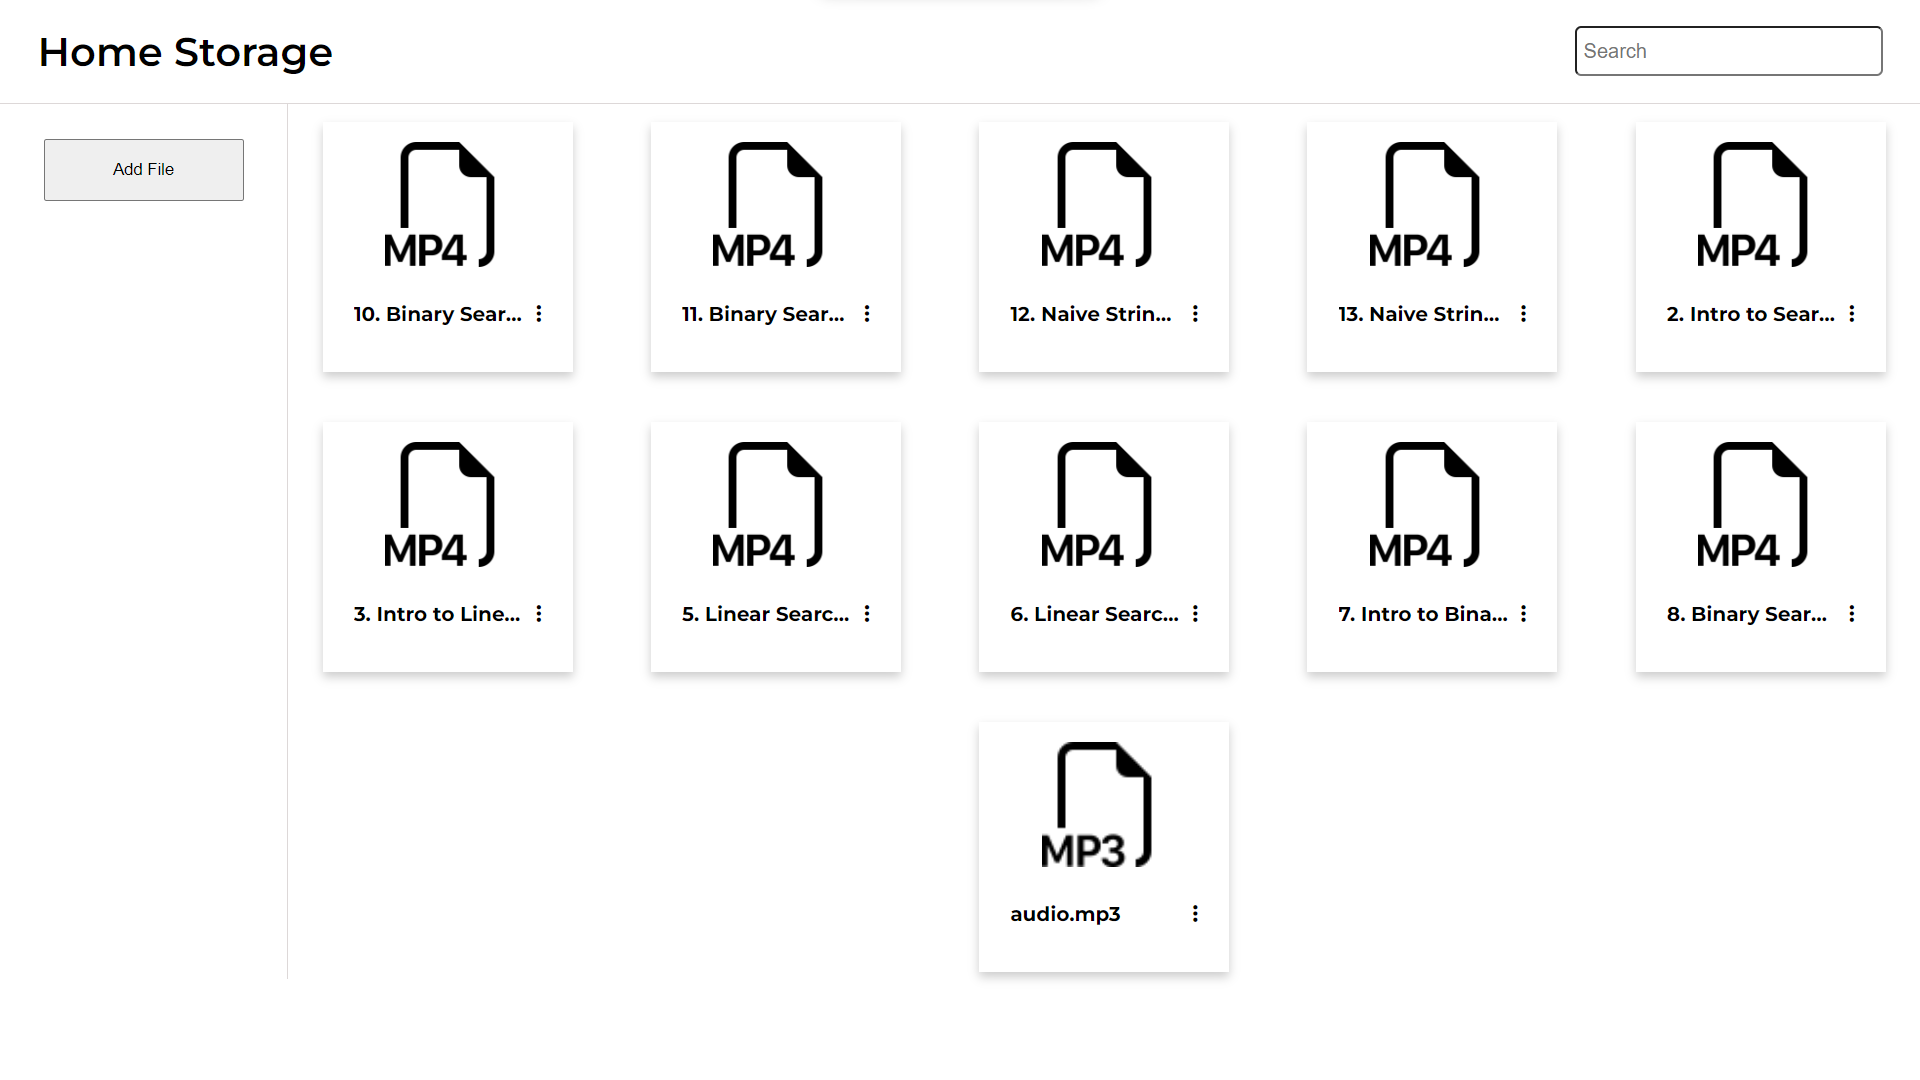 Home Storage
Search
Add File
MP4
MP4
MP4
MP4
MP4
10. Binary Sear...
11. Binary Sear...
12. Naive Strin...
13. Naive Strin...
2. Intro to Sear...
MP4
MP4
MP4
MP4
MP4
3. Intro to Line...
5. Linear Searc...
6. Linear Searc...
7. Intro to Bina...
8. Binary Sear...
MP3
audio.mp3